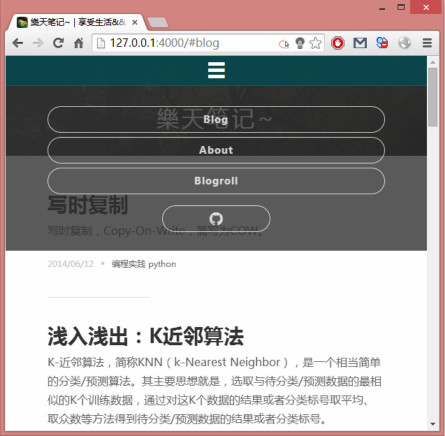 樂天笔记~ | 享受生活&&
127.0.0.1:4000/#blog
樂天笔记~
Blog
About
Blogroll
写时复制
写时复制，Copy-On-Write，简写为COW。
2014/06/12 • 编程实践 python
浅入浅出：K近邻算法
K-近邻算法，简称KNN（k-Nearest Neighbor），是一个相当简单
的分类/预测算法。其主要思想就是，选取与待分类/预测数据的最相
似的K个训练数据，通过对这K个数据的结果或者分类标号取平均、
取众数等方法得到待分类/预测数据的结果或者分类标号。